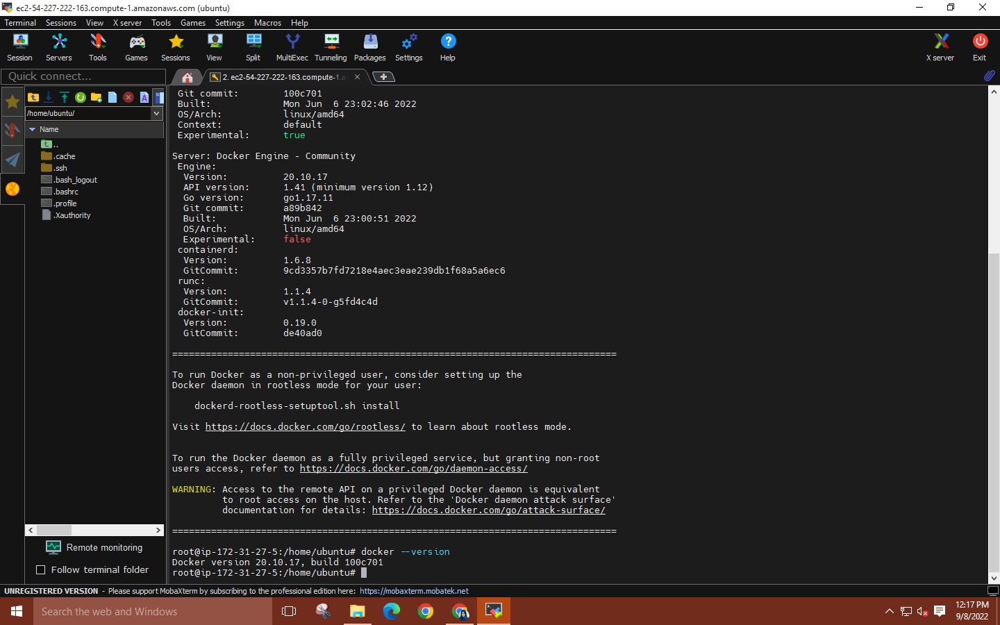 ec2-54-227-222-163.compute-1.amazonaws.com (ubuntu)
Terminal Sessions View X server Tools Games Settings Macros Help
Session Servers Tools Games Sessions View Split MultiExec Tunneling Packages Settings Help X server Exit
Quick connect...
2. ec2-54-227-222-163.compute-1.a
/home/ubuntu/
Name
..
.cache
.ssh
.bash_logout
.bashrc
.profile
.Xauthority
Git commit: 100c701
Built: Mon Jun  6 23:02:46 2022
OS/Arch: linux/amd64
Context: default
Experimental: true
Server: Docker Engine - Community
Engine:
Version: 20.10.17
API version: 1.41 (minimum version 1.12)
Go version: go1.17.11
Git commit: a89b842
Built: Mon Jun  6 23:00:51 2022
OS/Arch: linux/amd64
Experimental: false
containerd:
Version: 1.6.8
GitCommit: 9cd3357b7fd7218e4aec3eae239db1f68a5a6ec6
runc:
Version: 1.1.4
GitCommit: v1.1.4-0-g5fd4c4d
docker-init:
Version: 0.19.0
GitCommit: de40ad0
================================================================================
To run Docker as a non-privileged user, consider setting up the
Docker daemon in rootless mode for your user:
dockerd-rootless-setuptool.sh install
Visit https://docs.docker.com/go/rootless/ to learn about rootless mode.
To run the Docker daemon as a fully privileged service, but granting non-root
users access, refer to https://docs.docker.com/go/daemon-access/
WARNING: Access to the remote API on a privileged Docker daemon is equivalent
to root access on the host. Refer to the 'Docker daemon attack surface'
documentation for details: https://docs.docker.com/go/attack-surface/
================================================================================
root@ip-172-31-27-5:/home/ubuntu# docker --version
Docker version 20.10.17, build 100c701
root@ip-172-31-27-5:/home/ubuntu#
Remote monitoring
Follow terminal folder
UNREGISTERED VERSION - Please support MobaXterm by subscribing to the professional edition here: https://mobaxterm.mobatek.net
Search the web and Windows
12:17 PM
9/8/2022